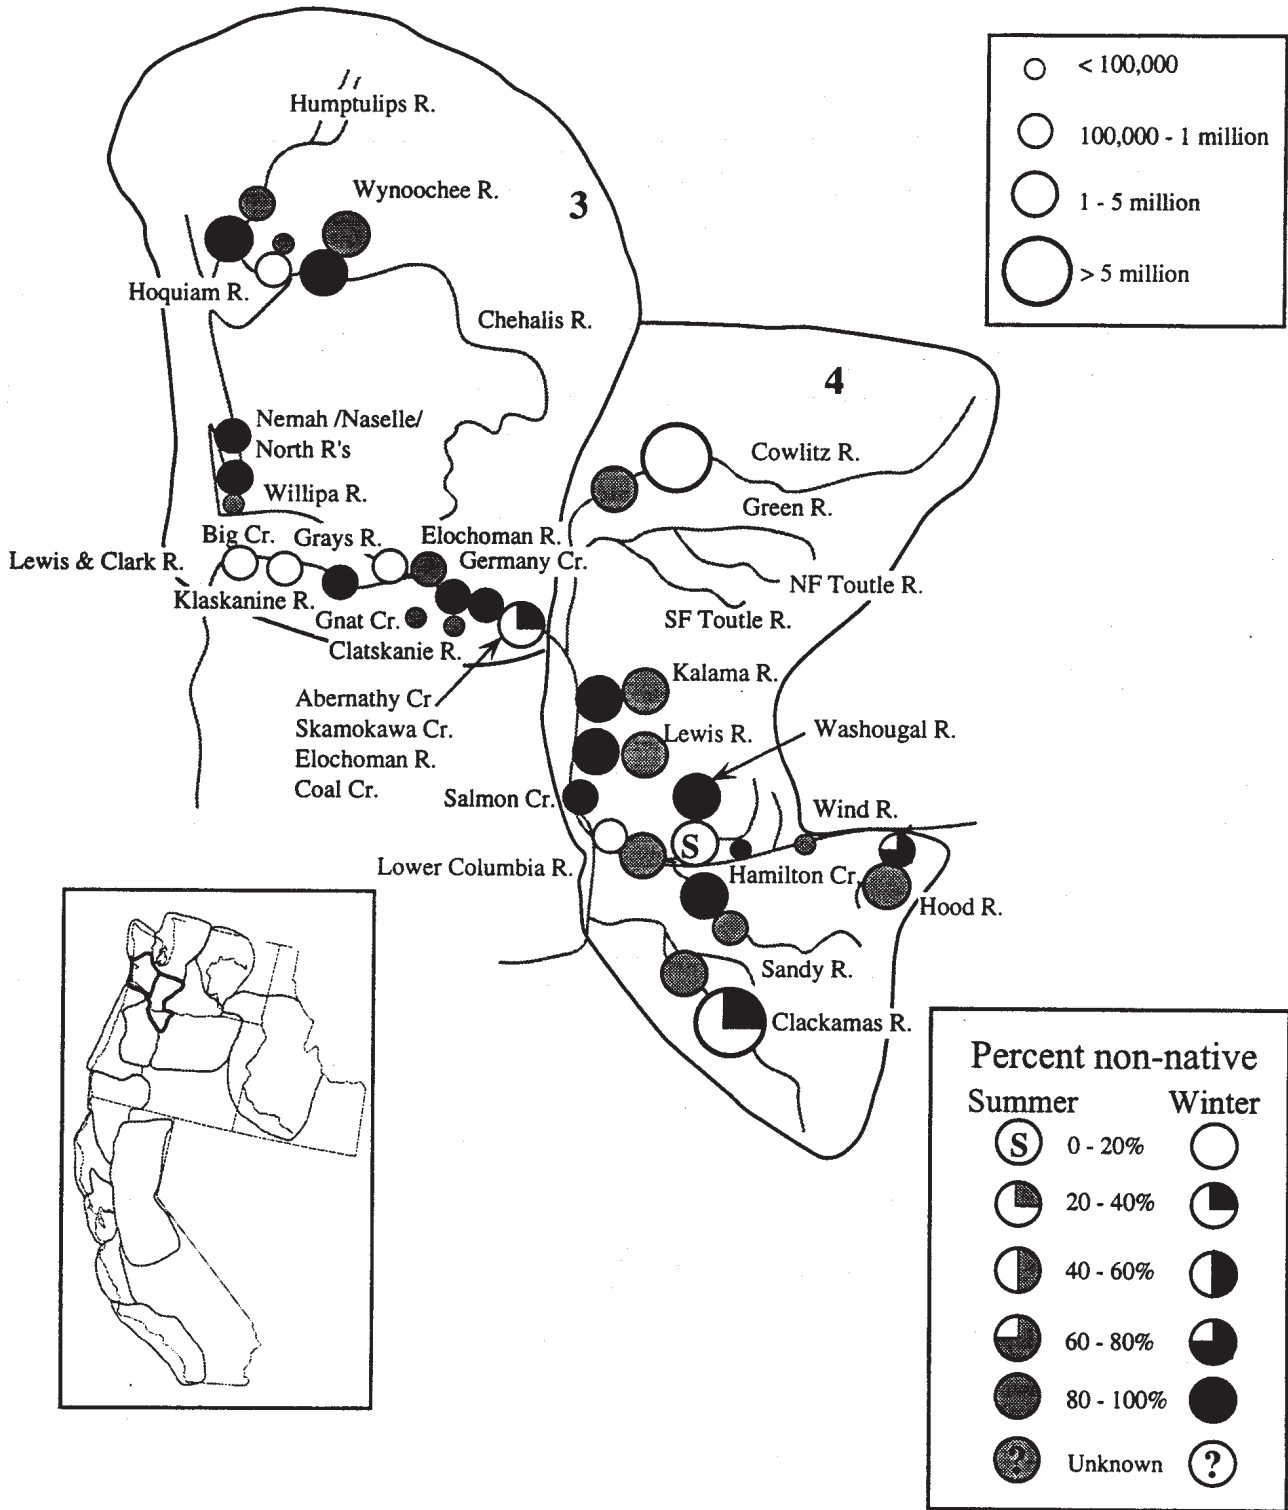 Humptulips R.
Wynoochee R.
3
Hoquiam R.
Chehalis R.
Nemah /Naselle/
North R's
Willipa R.
Big Cr.
Grays R.
Elochoman R.
Germany Cr.
Lewis & Clark R.
Klaskanine R.
Gnat Cr.
Clatskanie R.
Abernathy Cr
Skamokawa Cr.
Elochoman R.
Coal Cr.
< 100,000
100,000 - 1 million
1 - 5 million
> 5 million
4
Cowlitz R.
Green R.
NF Toutle R.
SF Toutle R.
Kalama R.
Lewis R.
Washougal R.
Salmon Cr.
Wind R.
S
Lower Columbia R.
Hamilton Cr.
Hood R.
Sandy R.
Clackamas R.
Percent non-native
Summer Winter
S 0 - 20%
20 - 40%
40 - 60%
60 - 80%
80 - 100%
? Unknown ?